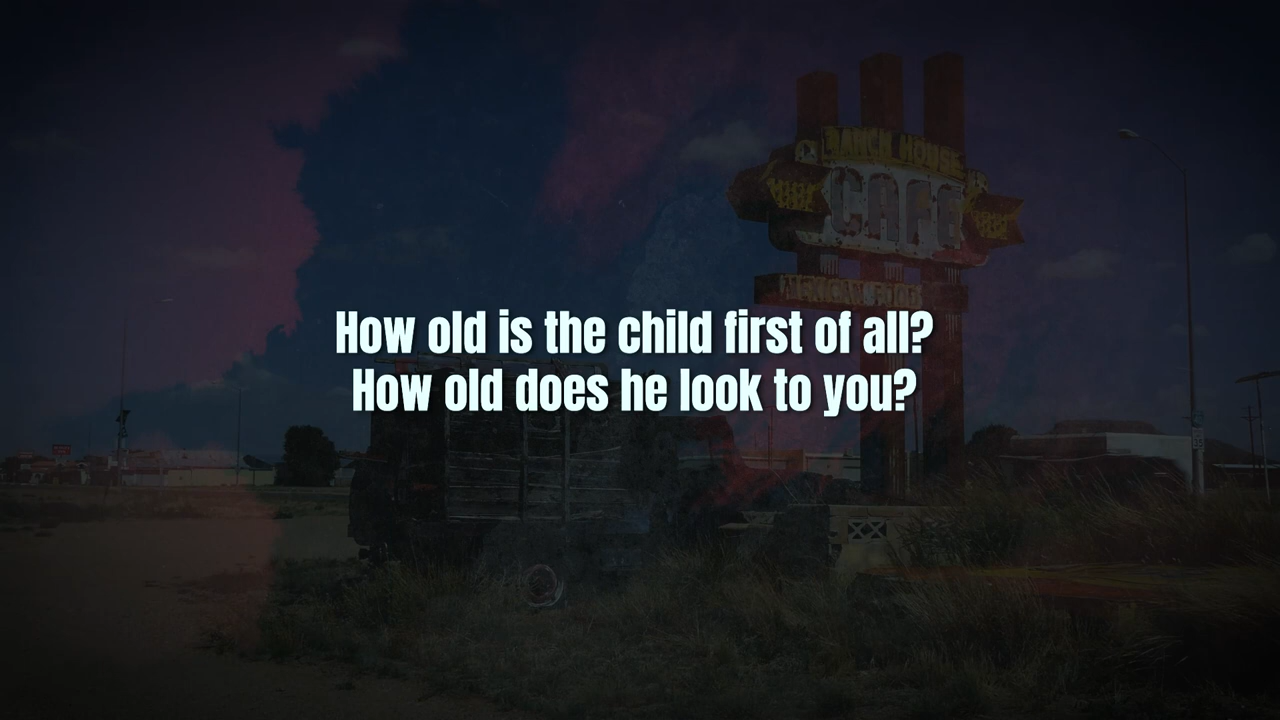 RANCH HOUSE
CAFE
MEXICAN FOOD
How old is the child first of all?
How old does he look to you?